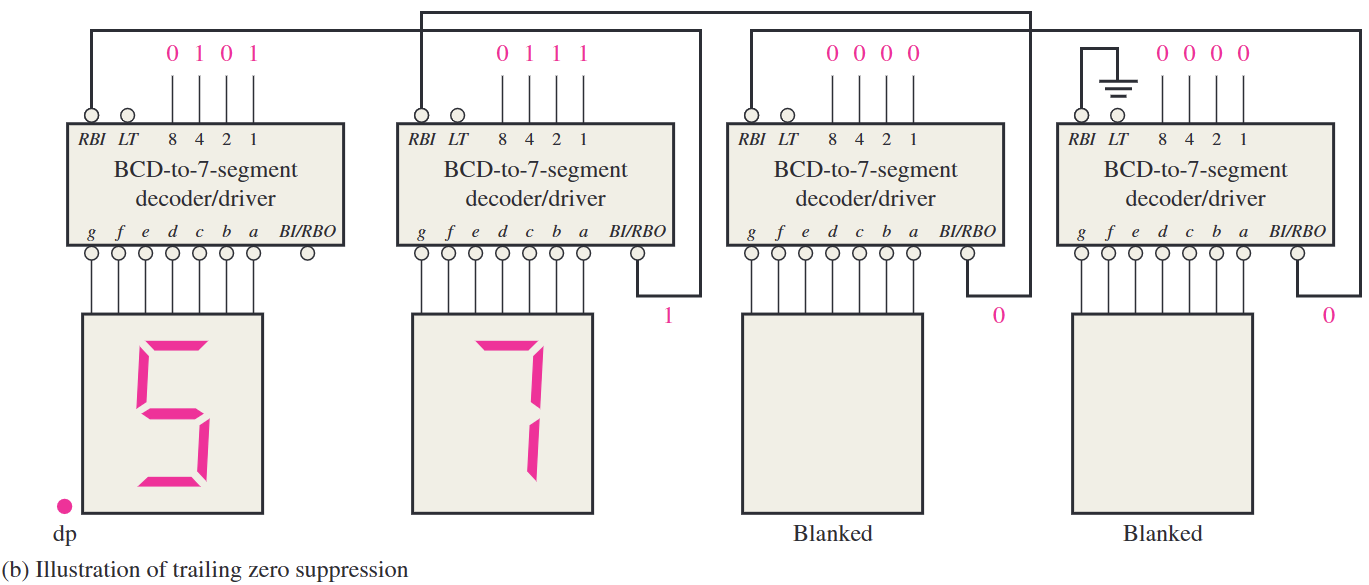 0 1 0 1 0 1 1 1 0 0 0 0 0 0 0 0
RBI LT 8 4 2 1 RBI LT 8 4 2 1 RBI LT 8 4 2 1 RBI LT 8 4 2 1
BCD-to-7-segment BCD-to-7-segment BCD-to-7-segment BCD-to-7-segment
decoder/driver decoder/driver decoder/driver decoder/driver
g f e d c b a BI/RBO g f e d c b a BI/RBO g f e d c b a BI/RBO g f e d c b a BI/RBO
1 0 0
5 7
dp Blanked Blanked
(b) Illustration of trailing zero suppression